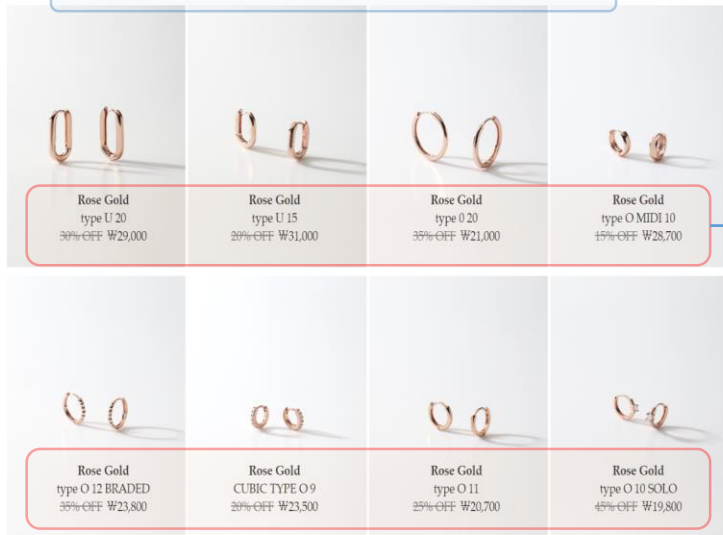 Rose Gold
type U 20
30% OFF ₩29,000
Rose Gold
type U 15
20% OFF ₩31,000
Rose Gold
type 0 20
35% OFF ₩21,000
Rose Gold
type O MIDI 10
15% OFF ₩28,700
Rose Gold
type O 12 BRADED
35% OFF ₩23,800
Rose Gold
CUBIC TYPE O 9
20% OFF ₩23,500
Rose Gold
type O 11
25% OFF ₩20,700
Rose Gold
type O 10 SOLO
45% OFF ₩19,800